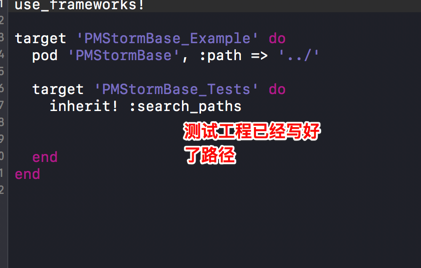 use_frameworks!
target 'PMStormBase_Example' do
pod 'PMStormBase', :path => '../'
target 'PMStormBase_Tests' do
inherit! :search_paths
测试工程已经写好
了路径
end
end